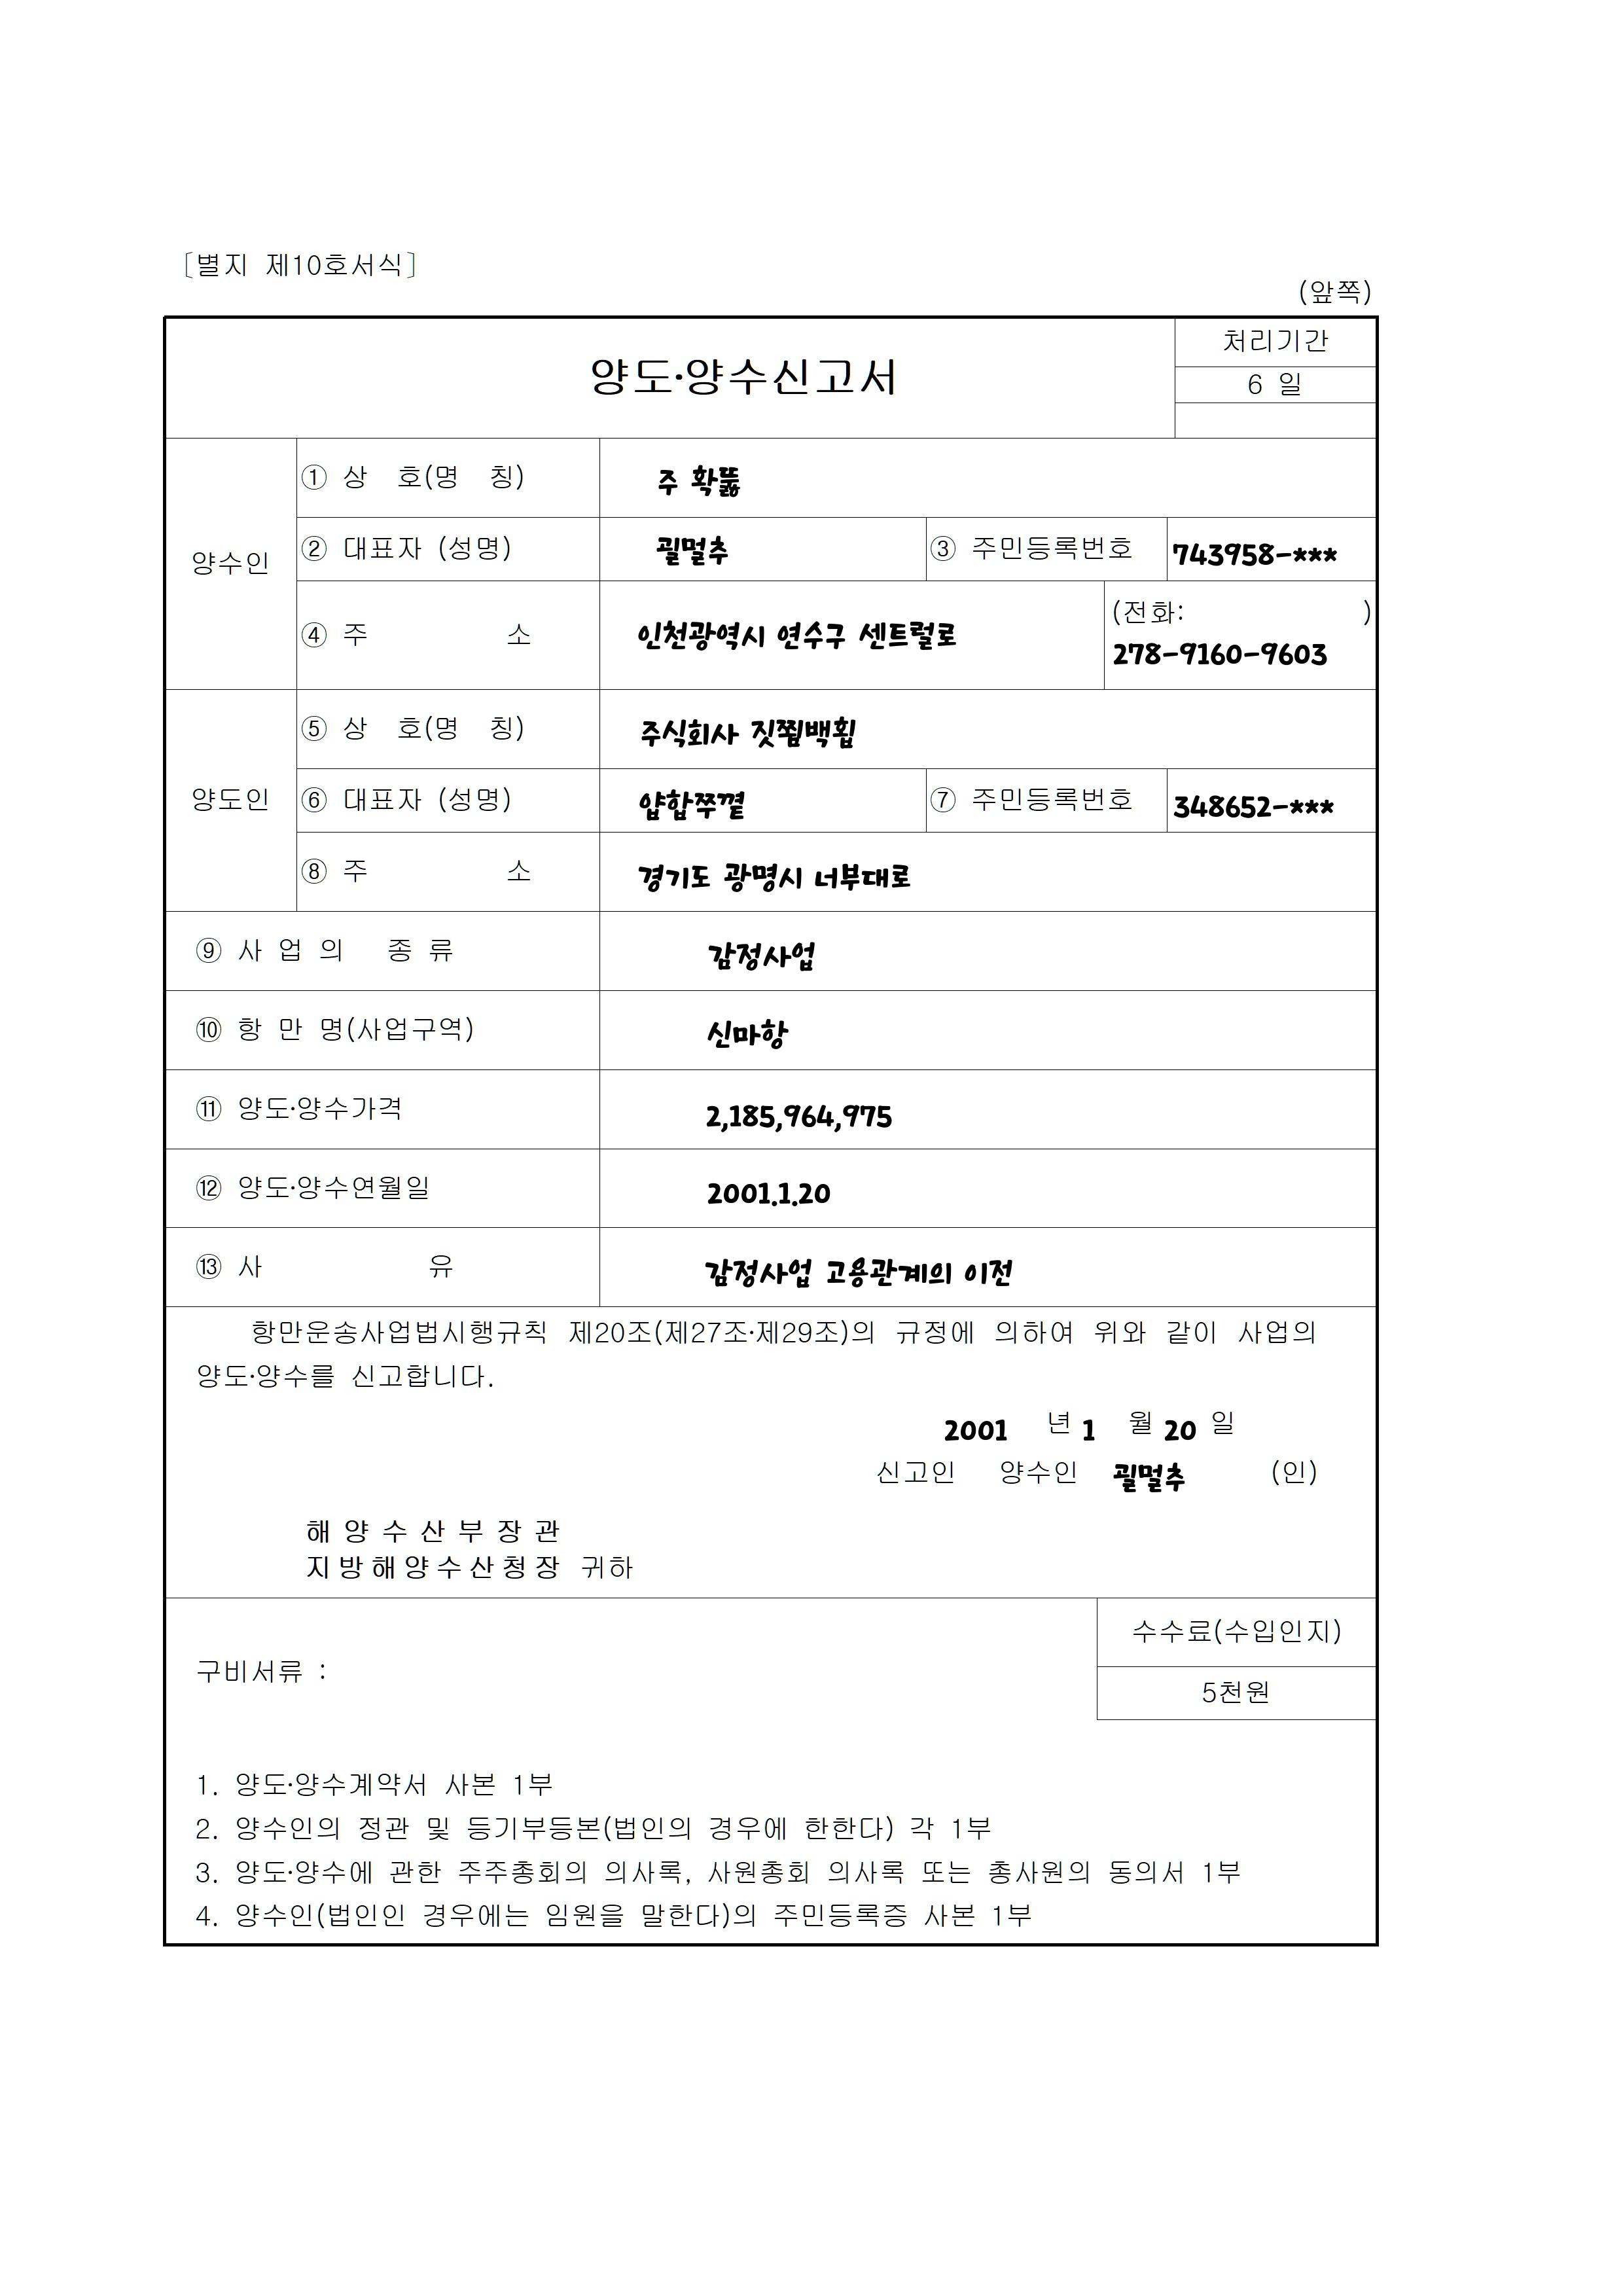 [별지 제10호서식]
(앞쪽)
양도·양수신고서
처리기간
6 일
양수인
① 상 호(명 칭)
주 확뚫
② 대표자 (성명)
괼멀추
③ 주민등록번호
743958-***
④ 주 소
인천광역시 연수구 센트럴로
(전화: )
278-9160-9603
양도인
⑤ 상 호(명 칭)
주식회사 짓쬡백횝
⑥ 대표자 (성명)
얍합쭈꼍
⑦ 주민등록번호
348652-***
⑧ 주 소
경기도 광명시 너부대로
⑨ 사 업 의 종 류
감정사업
⑩ 항 만 명(사업구역)
신마항
⑪ 양도·양수가격
2,185,964,975
⑫ 양도·양수연월일
2001.1.20
⑬ 사 유
감정사업 고용관계의 이전
항만운송사업법시행규칙 제20조(제27조·제29조)의 규정에 의하여 위와 같이 사업의
양도·양수를 신고합니다.
2001 년 1 월 20 일
신고인 양수인 괼멀추 (인)
해 양 수 산 부 장 관
지방해양수산청장 귀하
구비서류 :
수수료(수입인지)
5천원
1. 양도·양수계약서 사본 1부
2. 양수인의 정관 및 등기부등본(법인의 경우에 한한다) 각 1부
3. 양도·양수에 관한 주주총회의 의사록, 사원총회 의사록 또는 총사원의 동의서 1부
4. 양수인(법인인 경우에는 임원을 말한다)의 주민등록증 사본 1부